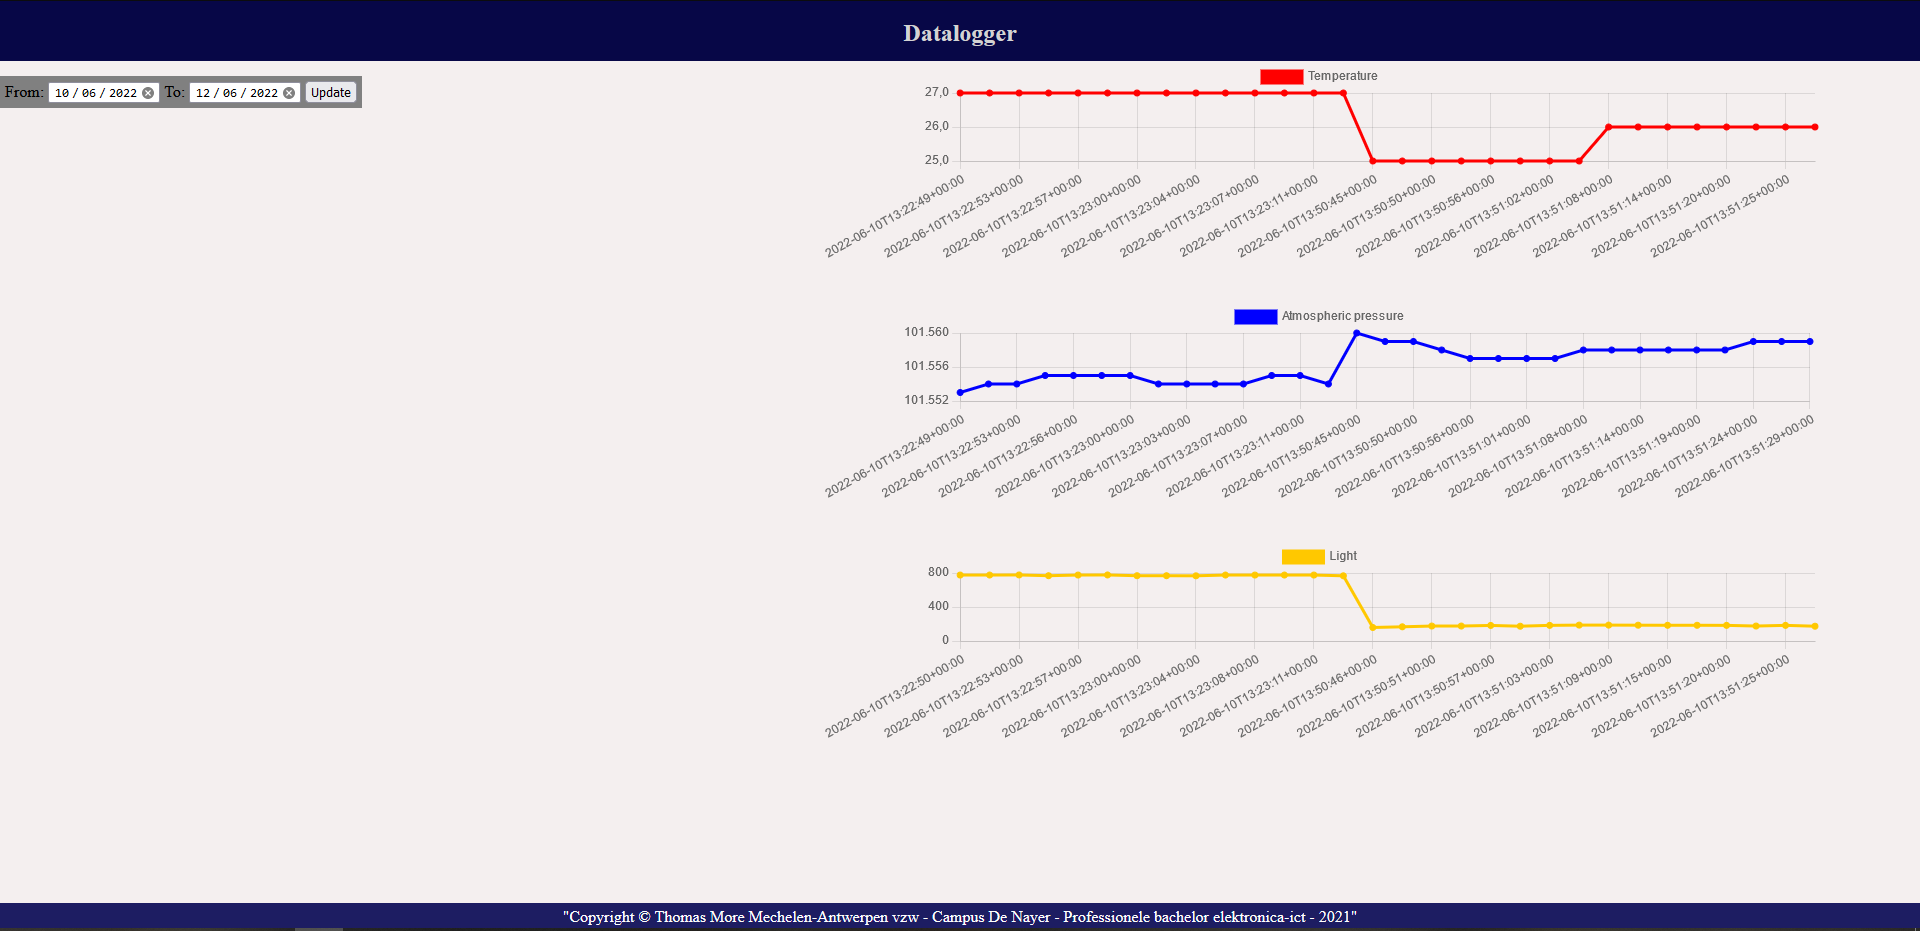 Datalogger
From: 10 / 06 / 2022 To: 12 / 06 / 2022 Update
Temperature
27,0
26,0
25,0
2022-06-10T13:22:49+00:00
2022-06-10T13:22:53+00:00
2022-06-10T13:22:57+00:00
2022-06-10T13:23:00+00:00
2022-06-10T13:23:04+00:00
2022-06-10T13:23:07+00:00
2022-06-10T13:23:11+00:00
2022-06-10T13:50:45+00:00
2022-06-10T13:50:50+00:00
2022-06-10T13:50:56+00:00
2022-06-10T13:51:02+00:00
2022-06-10T13:51:08+00:00
2022-06-10T13:51:14+00:00
2022-06-10T13:51:20+00:00
2022-06-10T13:51:25+00:00
Atmospheric pressure
101.560
101.556
101.552
2022-06-10T13:22:49+00:00
2022-06-10T13:22:53+00:00
2022-06-10T13:22:56+00:00
2022-06-10T13:23:00+00:00
2022-06-10T13:23:03+00:00
2022-06-10T13:23:07+00:00
2022-06-10T13:23:11+00:00
2022-06-10T13:50:45+00:00
2022-06-10T13:50:50+00:00
2022-06-10T13:50:56+00:00
2022-06-10T13:51:01+00:00
2022-06-10T13:51:08+00:00
2022-06-10T13:51:14+00:00
2022-06-10T13:51:19+00:00
2022-06-10T13:51:24+00:00
2022-06-10T13:51:29+00:00
Light
800
400
0
2022-06-10T13:22:50+00:00
2022-06-10T13:22:53+00:00
2022-06-10T13:22:57+00:00
2022-06-10T13:23:00+00:00
2022-06-10T13:23:04+00:00
2022-06-10T13:23:08+00:00
2022-06-10T13:23:11+00:00
2022-06-10T13:50:46+00:00
2022-06-10T13:50:51+00:00
2022-06-10T13:50:57+00:00
2022-06-10T13:51:03+00:00
2022-06-10T13:51:09+00:00
2022-06-10T13:51:15+00:00
2022-06-10T13:51:20+00:00
2022-06-10T13:51:25+00:00
"Copyright © Thomas More Mechelen-Antwerpen vzw - Campus De Nayer - Professionele bachelor elektronica-ict - 2021"